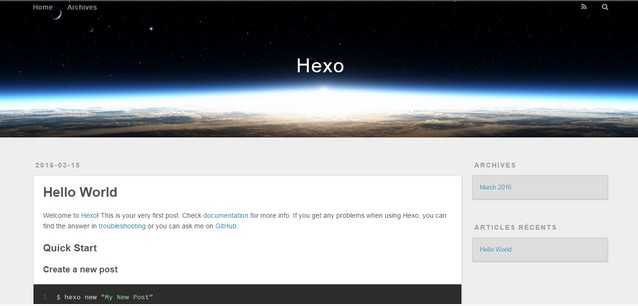 Home Archives
Hexo
2016-03-15
Hello World
Welcome to Hexo! This is your very first post. Check documentation for more info. If you get any problems when using Hexo, you can
find the answer in troubleshooting or you can ask me on GitHub.
Quick Start
Create a new post
1 $ hexo new "My New Post"
ARCHIVES
March 2016
ARTICLES RÉCENTS
Hello World